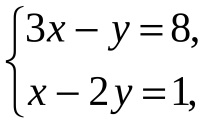 3x − y = 8,
x − 2y = 1,